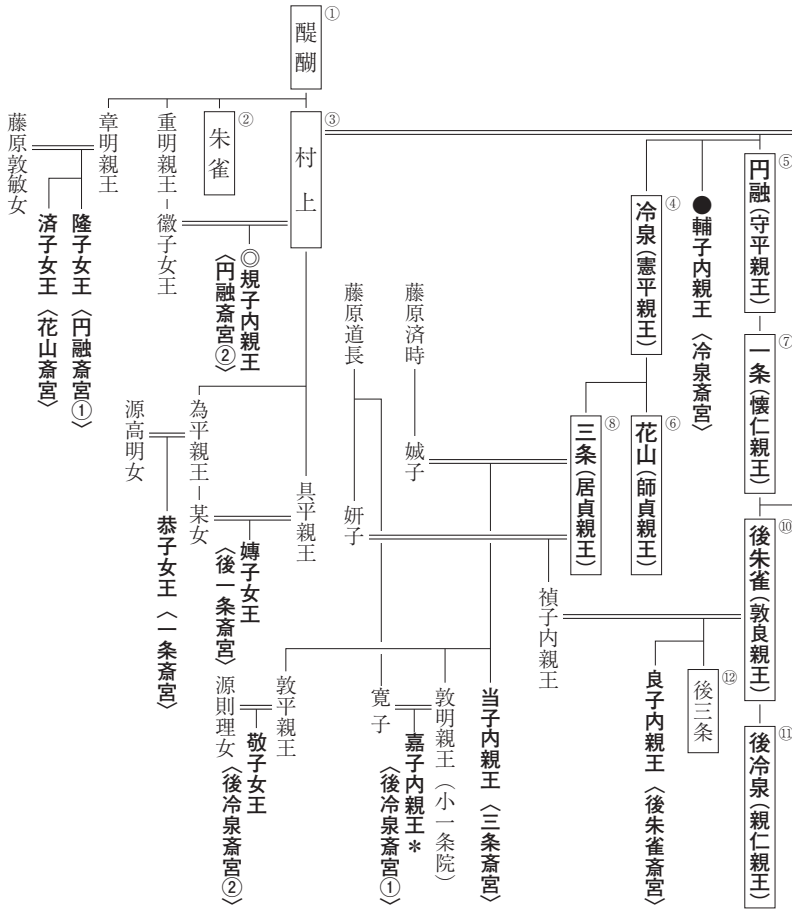 ①
醍醐
⑤
円融(守平親王)
●輔子内親王〈冷泉斎宮〉
④
冷泉(憲平親王)
③
村上
②
朱雀
重明親王
徽子女王
章明親王
藤原敦敏女
◎規子内親王
〈円融斎宮②〉
隆子女王〈円融斎宮①〉
済子女王〈花山斎宮〉
⑦
一条(懐仁親王)
⑥
花山(師貞親王)
⑧
三条(居貞親王)
藤原済時
娍子
藤原道長
妍子
具平親王
為平親王
某女
源高明女
嫥子女王
〈後一条斎宮〉
恭子女王〈一条斎宮〉
⑩
後朱雀(敦良親王)
禎子内親王
⑫
後三条
良子内親王〈後朱雀斎宮〉
⑪
後冷泉(親仁親王)
当子内親王〈三条斎宮〉
敦明親王(小一条院)
寛子
嘉子内親王*
〈後冷泉斎宮①〉
敦平親王
源則理女
敬子女王
〈後冷泉斎宮②〉